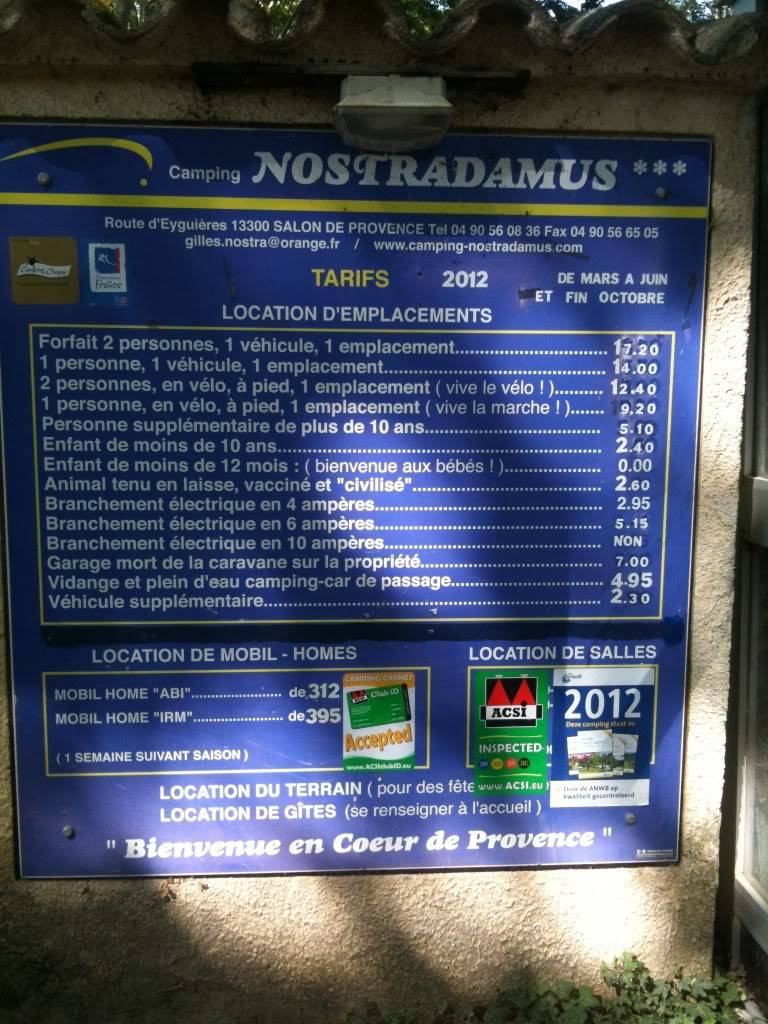 Camping NOSTRADAMUS ***
Route d'Eyguières 13300 SALON DE PROVENCE Tel 04 90 56 08 36 Fax 04 90 56 65 05
gilles.nostra@orange.fr / www.camping-nostradamus.com
Camping Cheque
France
TARIFS 2012
DE MARS A JUIN
ET FIN OCTOBRE
LOCATION D'EMPLACEMENTS
Forfait 2 personnes, 1 véhicule, 1 emplacement.......... 17.20
1 personne, 1 véhicule, 1 emplacement.......... 14.00
2 personnes, en vélo, à pied, 1 emplacement ( vive le vélo ! ).......... 12.40
1 personne, en vélo, à pied, 1 emplacement ( vive la marche ! ).......... 9.20
Personne supplémentaire de plus de 10 ans.......... 5.10
Enfant de moins de 10 ans.......... 2.40
Enfant de moins de 12 mois : ( bienvenue aux bébés ! ).......... 0.00
Animal tenu en laisse, vacciné et "civilisé".......... 2.60
Branchement électrique en 4 ampères.......... 2.95
Branchement électrique en 6 ampères.......... 5.15
Branchement électrique en 10 ampères.......... NON
Garage mort de la caravane sur la propriété.......... 7.00
Vidange et plein d'eau camping-car de passage.......... 4.95
Véhicule supplémentaire.......... 2.30
LOCATION DE MOBIL - HOMES
MOBIL HOME "ABI".......... de 312
MOBIL HOME "IRM".......... de 395
( 1 SEMAINE SUIVANT SAISON )
CAMPING CARNET
ACSI Club iD
Accepted
www.ACSIclubID.eu
LOCATION DE SALLES
ACSI
INSPECTED
www.ACSI.eu
2012
Deze camping staat in:
Door de ANWB op
kwaliteit gecontroleerd
LOCATION DU TERRAIN ( pour des fête
LOCATION DE GÎTES (se renseigner à l'accueil )
" Bienvenue en Coeur de Provence "